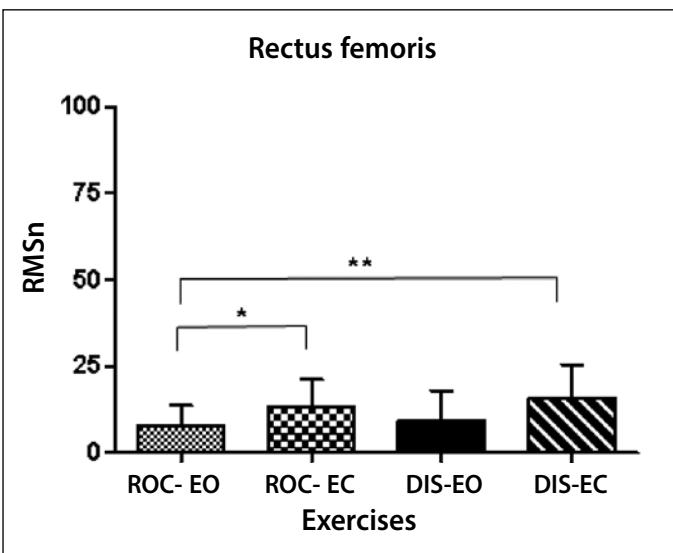 Rectus femoris
100
75
50
25
0
RMSn
**
*
ROC- EO ROC- EC DIS-EO DIS-EC
Exercises